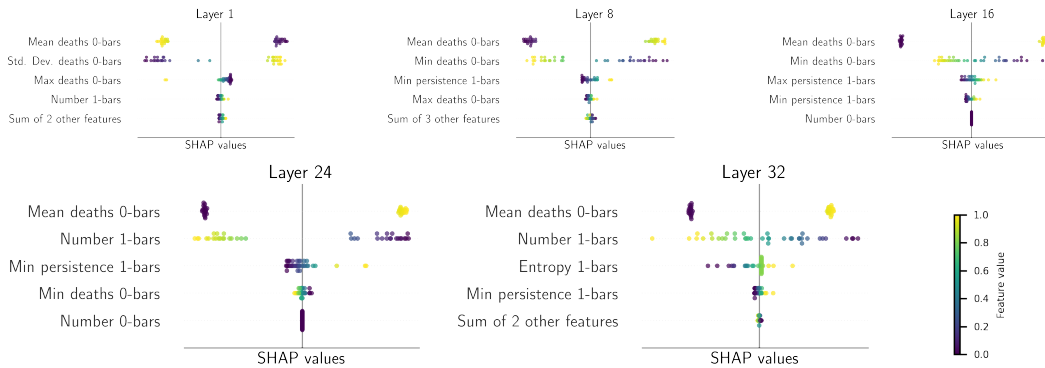 Layer 1
Mean deaths 0-bars
Std. Dev. deaths 0-bars
Max deaths 0-bars
Number 1-bars
Sum of 2 other features
SHAP values
Layer 8
Mean deaths 0-bars
Min deaths 0-bars
Min persistence 1-bars
Max deaths 0-bars
Sum of 3 other features
SHAP values
Layer 16
Mean deaths 0-bars
Min deaths 0-bars
Max persistence 1-bars
Min persistence 1-bars
Number 0-bars
SHAP values
Layer 24
Mean deaths 0-bars
Number 1-bars
Min persistence 1-bars
Min deaths 0-bars
Number 0-bars
SHAP values
Layer 32
Mean deaths 0-bars
Number 1-bars
Entropy 1-bars
Min persistence 1-bars
Sum of 2 other features
SHAP values
1.0
0.8
0.6
0.4
0.2
0.0
Feature value